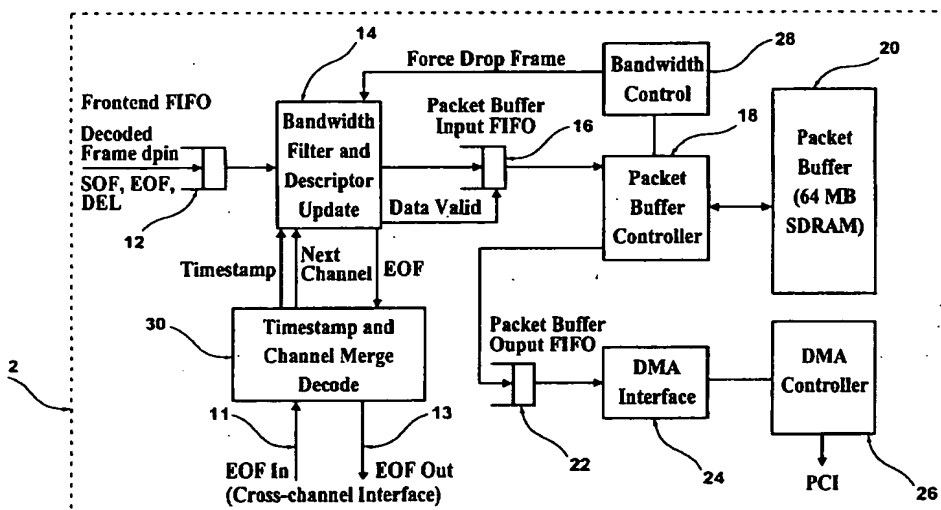 14
Force Drop Frame
28
Bandwidth
Control
20
Frontend FIFO
Decoded
Frame dpin
SOF, EOF,
DEL
12
Bandwidth
Filter and
Descriptor
Update
Packet Buffer
Input FIFO
16
Data Valid
18
Packet
Buffer
Controller
Packet
Buffer
(64 MB
SDRAM)
Timestamp
Next
Channel
EOF
30
Timestamp and
Channel Merge
Decode
2
11
13
EOF In
EOF Out
(Cross-channel Interface)
Packet Buffer
Ouput FIFO
22
DMA
Interface
24
DMA
Controller
26
PCI